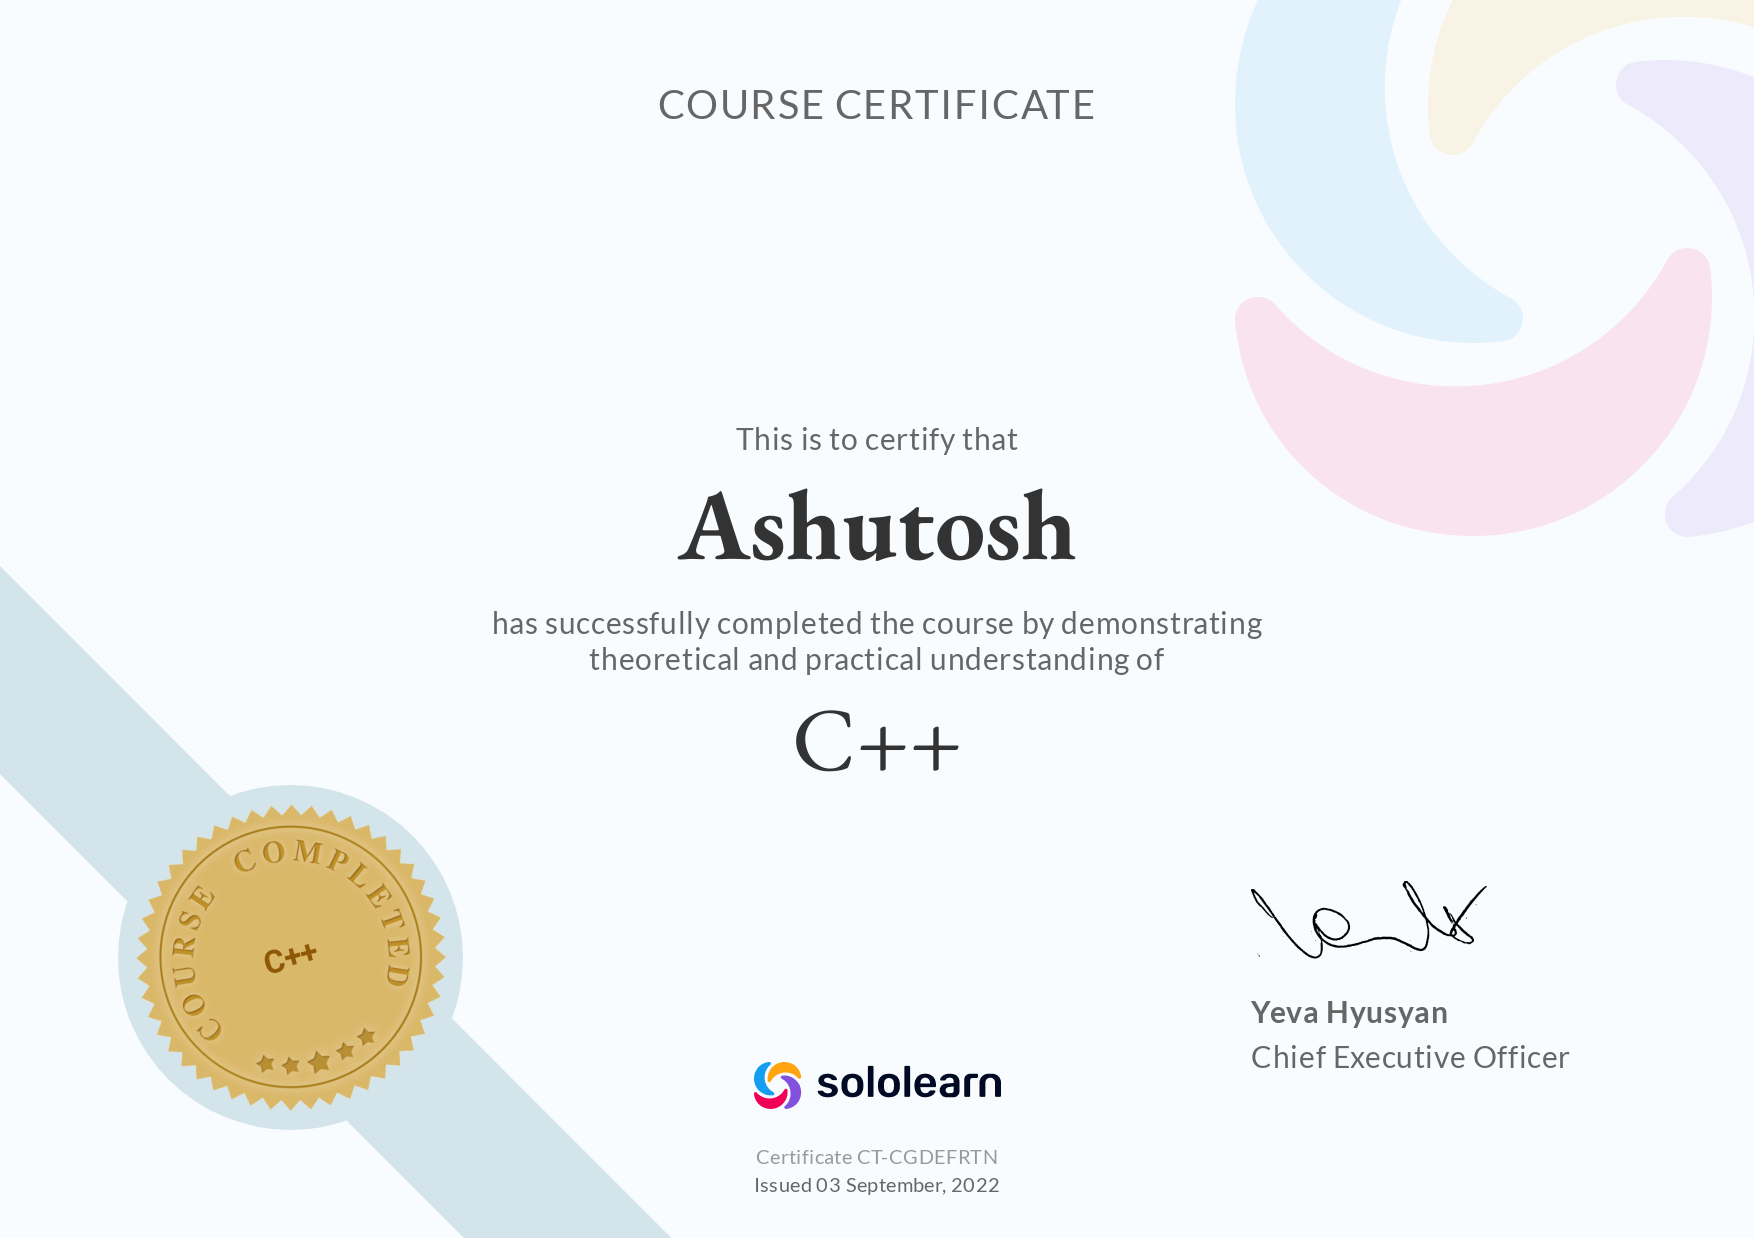 COURSE CERTIFICATE
This is to certify that
Ashutosh
has successfully completed the course by demonstrating
theoretical and practical understanding of
C++
COURSE COMPLETED
C++
Yeva Hyusyan
Chief Executive Officer
sololearn
Certificate CT-CGDEFRTN
Issued 03 September, 2022